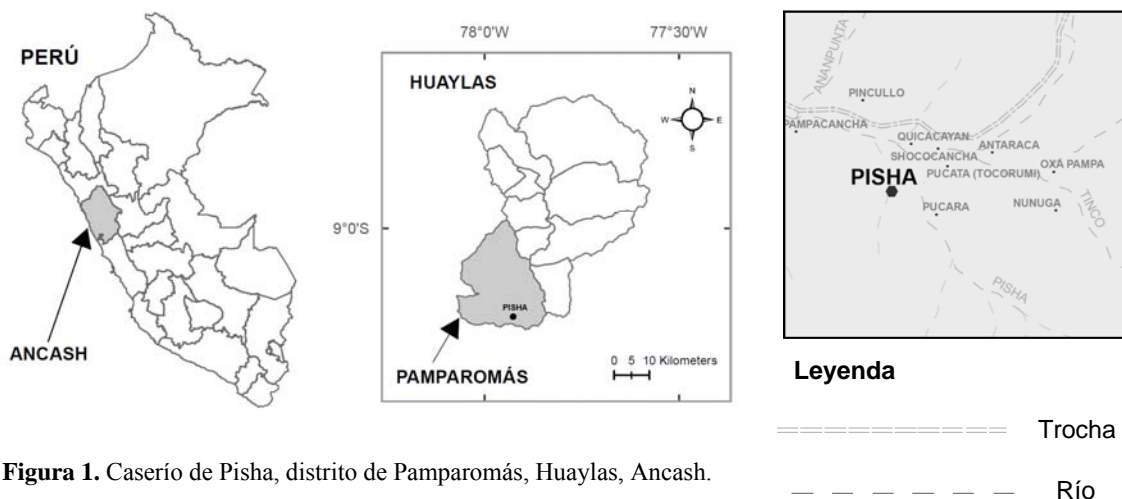 PERÚ
ANCASH
78°0'W
77°30'W
HUAYLAS
N
W
E
S
9°0'S
PISHA
0 5 10 Kilometers
PAMPAROMÁS
ANANPUNTA
PINCULLO
PAMPACANCHA
QUICACAYAN
ANTARACA
SHOCOCANCHA
OXA PAMPA
PISHA
PUCATA (TOCORUMI)
PUCARA
NUNUGA
TINCO
PISHA
Leyenda
Trocha
Río
Figura 1. Caserío de Pisha, distrito de Pamparomás, Huaylas, Ancash.